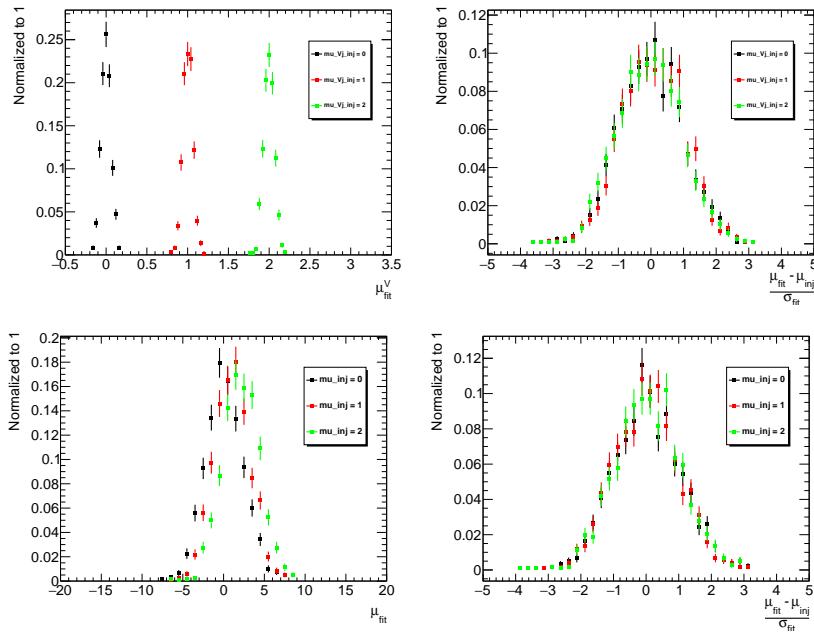 Normalized to 1
0.25
0.2
0.15
0.1
0.05
0
−0.5 0 0.5 1 1.5 2 2.5 3 3.5
μ^V_fit
mu_Vj_inj = 0
mu_Vj_inj = 1
mu_Vj_inj = 2
Normalized to 1
0.12
0.1
0.08
0.06
0.04
0.02
0
−5 −4 −3 −2 −1 0 1 2 3 4 5
μ_fit - μ_inj
σ_fit
mu_Vj_inj = 0
mu_Vj_inj = 1
mu_Vj_inj = 2
Normalized to 1
0.2
0.18
0.16
0.14
0.12
0.1
0.08
0.06
0.04
0.02
0
−20 −15 −10 −5 0 5 10 15 20
μ_fit
mu_inj = 0
mu_inj = 1
mu_inj = 2
Normalized to 1
0.12
0.1
0.08
0.06
0.04
0.02
0
−5 −4 −3 −2 −1 0 1 2 3 4 5
μ_fit - μ_inj
σ_fit
mu_inj = 0
mu_inj = 1
mu_inj = 2